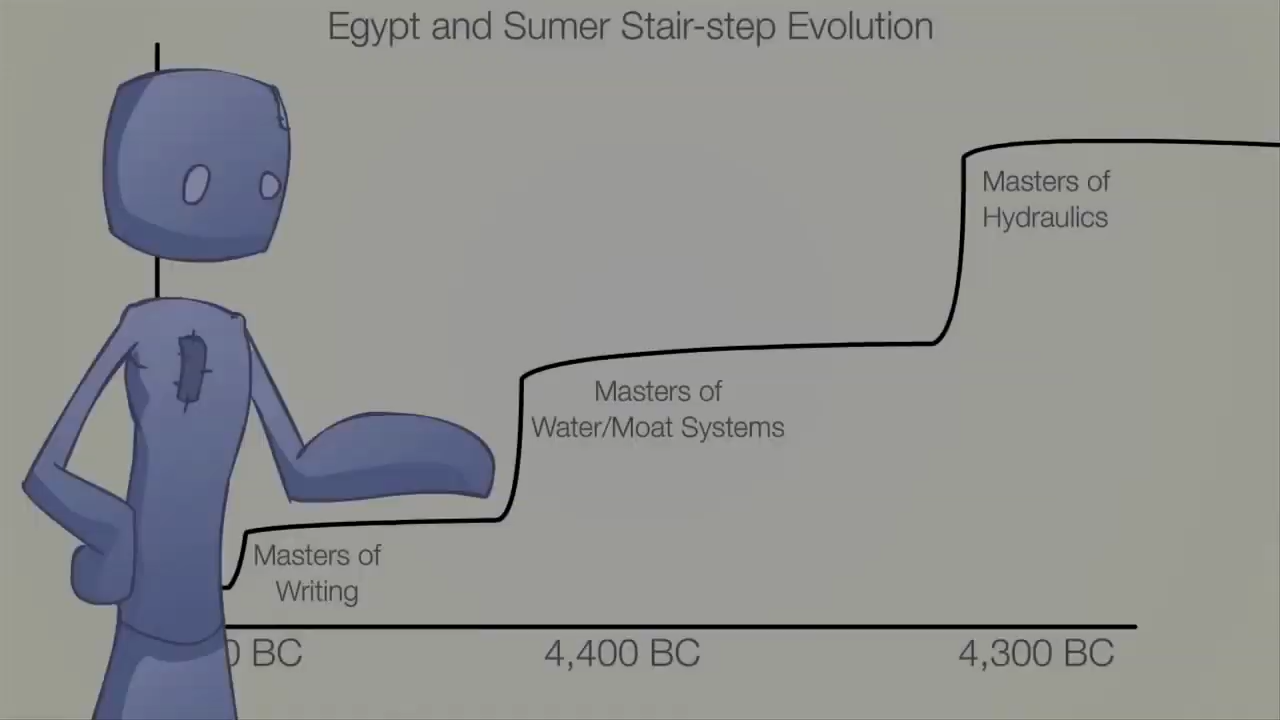 Egypt and Sumer Stair-step Evolution
Masters of
Hydraulics
Masters of
Water/Moat Systems
Masters of
Writing
0 BC
4,400 BC
4,300 BC